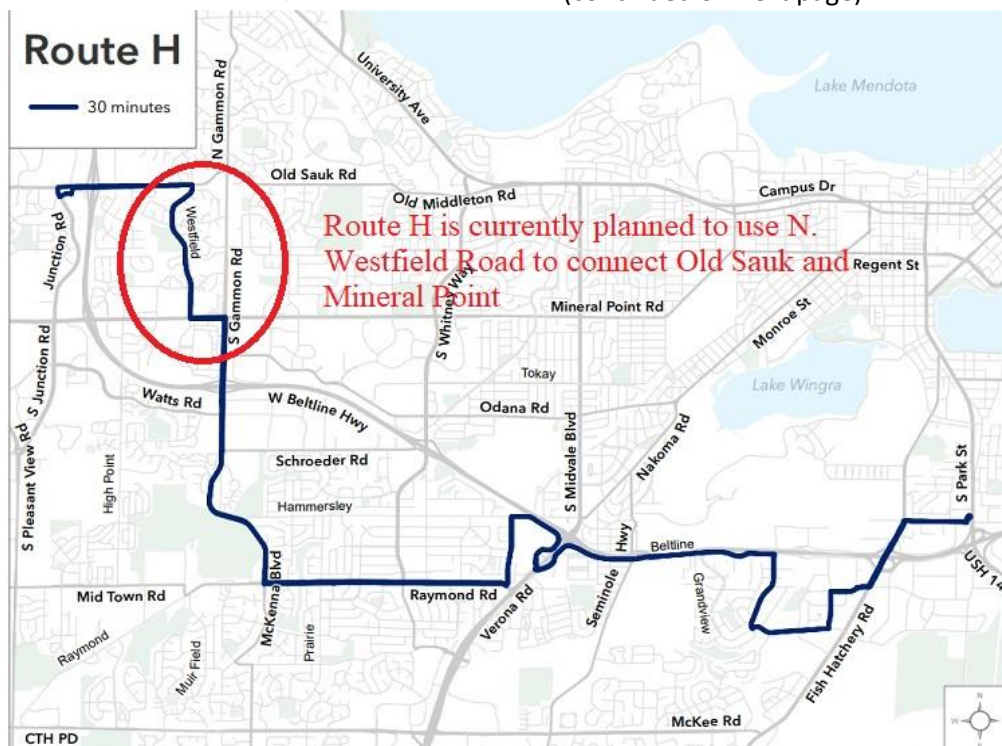 Route H
30 minutes
N Gammon Rd
University Ave
Lake Mendota
Old Sauk Rd
Old Middleton Rd
Campus Dr
Westfield
Junction Rd
Route H is currently planned to use N.
Westfield Road to connect Old Sauk and
Mineral Point
Regent St
S Gammon Rd
S Whitney Way
Mineral Point Rd
Monroe St
S Junction Rd
Tokay
Lake Wingra
Watts Rd
W Beltline Hwy
Odana Rd
S Midvale Blvd
Nakoma Rd
S Pleasant View Rd
High Point
Schroeder Rd
Hammersley
S Park St
Hwy
Beltline
Mid Town Rd
McKenna Blvd
Raymond Rd
Verona Rd
Seminole
Grandview
USH 14
Raymond
Muir Field
Prairie
Fish Hatchery Rd
McKee Rd
CTH PD
N
W